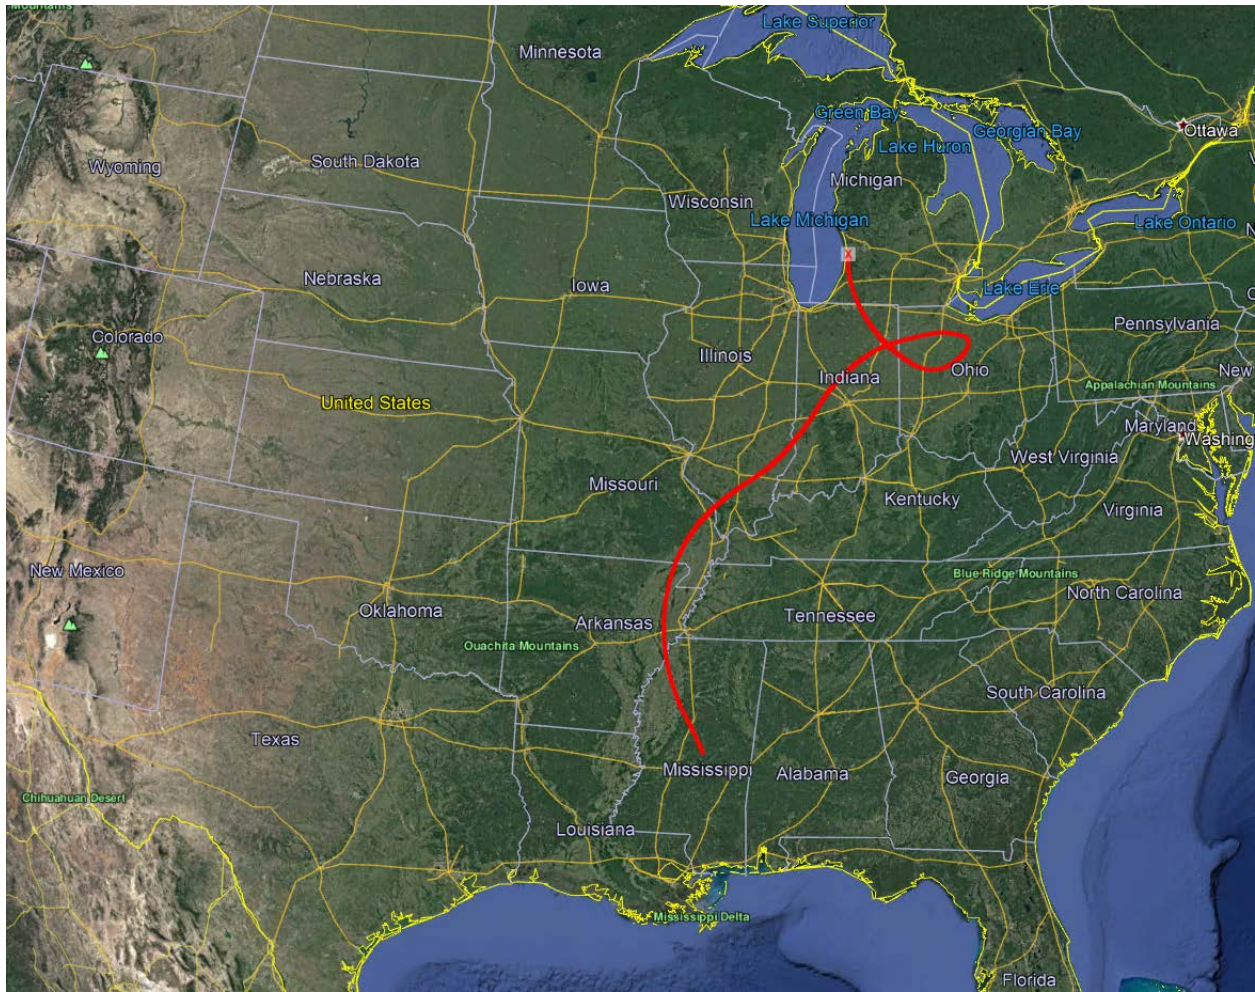 Mountains
Lake Superior
Minnesota
Green Bay
Georgian Bay
Ottawa
Lake Huron
Wyoming
South Dakota
Michigan
Wisconsin
Lake Michigan
Lake Ontario
X
Nebraska
Iowa
Lake Erie
Colorado
Pennsylvania
Illinois
Indiana
Ohio
New
Appalachian Mountains
United States
Maryland
Washing
West Virginia
Missouri
Kentucky
Virginia
New Mexico
Blue Ridge Mountains
North Carolina
Oklahoma
Arkansas
Tennessee
Ouachita Mountains
South Carolina
Texas
Mississippi
Alabama
Georgia
Chihuahuan Desert
Louisiana
Mississippi Delta
Florida